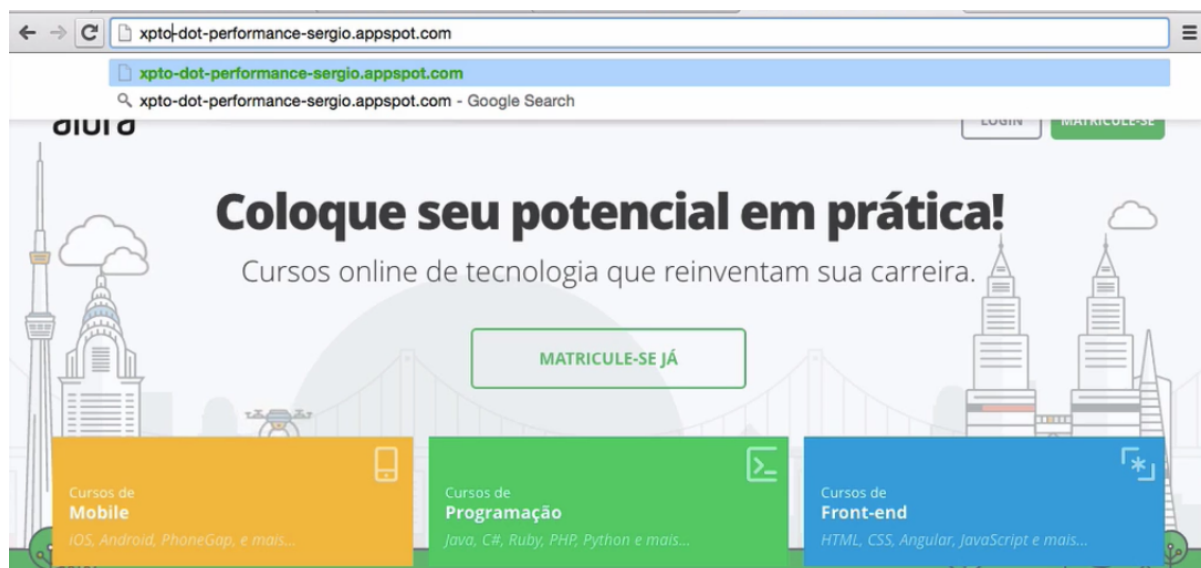 xpto-dot-performance-sergio.appspot.com
xpto-dot-performance-sergio.appspot.com
xpto-dot-performance-sergio.appspot.com - Google Search
alura
LOGIN
MATRICULE-SE
Coloque seu potencial em prática!
Cursos online de tecnologia que reinventam sua carreira.
MATRICULE-SE JÁ
Cursos de
Mobile
iOS, Android, PhoneGap, e mais...
Cursos de
Programação
Java, C#, Ruby, PHP, Python e mais...
Cursos de
Front-end
HTML, CSS, Angular, JavaScript e mais...